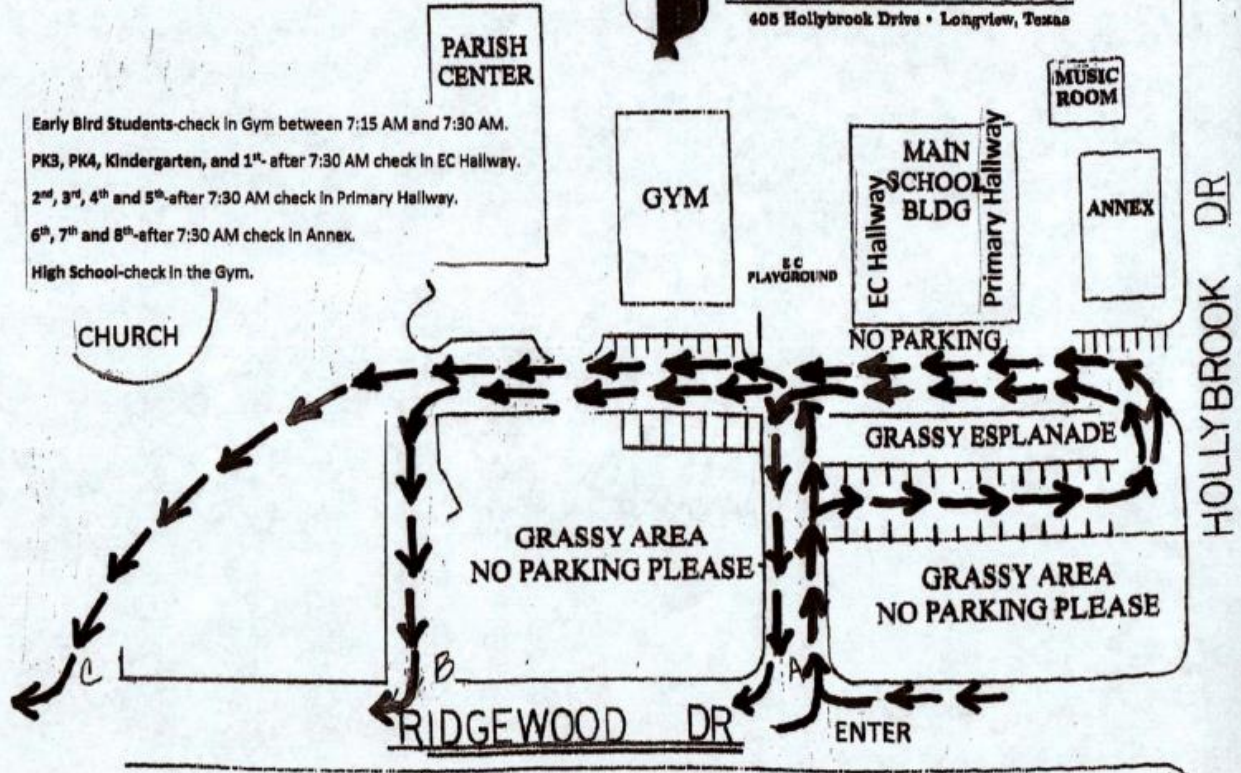 405 Hollybrook Drive • Longview, Texas
PARISH
CENTER
MUSIC
ROOM
Early Bird Students-check in Gym between 7:15 AM and 7:30 AM.
PK3, PK4, Kindergarten, and 1st- after 7:30 AM check in EC Hallway.
2nd, 3rd, 4th and 5th-after 7:30 AM check in Primary Hallway.
6th, 7th and 8th-after 7:30 AM check in Annex.
High School-check in the Gym.
GYM
MAIN
SCHOOL
BLDG
EC Hallway
Primary Hallway
ANNEX
HOLLYBROOK DR
E C
PLAYGROUND
CHURCH
NO PARKING
GRASSY ESPLANADE
GRASSY AREA
NO PARKING PLEASE
GRASSY AREA
NO PARKING PLEASE
C
B
A
RIDGEWOOD DR
ENTER